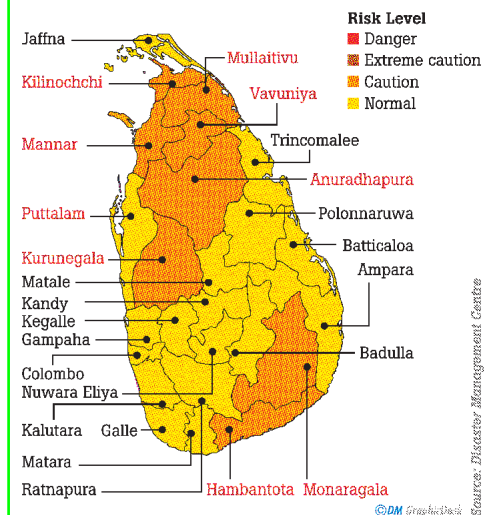 Risk Level
Danger
Extreme caution
Caution
Normal
Jaffna
Mullaitivu
Kilinochchi
Vavuniya
Trincomalee
Mannar
Anuradhapura
Puttalam
Polonnaruwa
Batticaloa
Kurunegala
Ampara
Matale
Kandy
Kegalle
Gampaha
Badulla
Colombo
Nuwara Eliya
Kalutara
Galle
Matara
Ratnapura
Hambantota
Monaragala
Source: Disaster Management Centre
©DM GraphicDesk